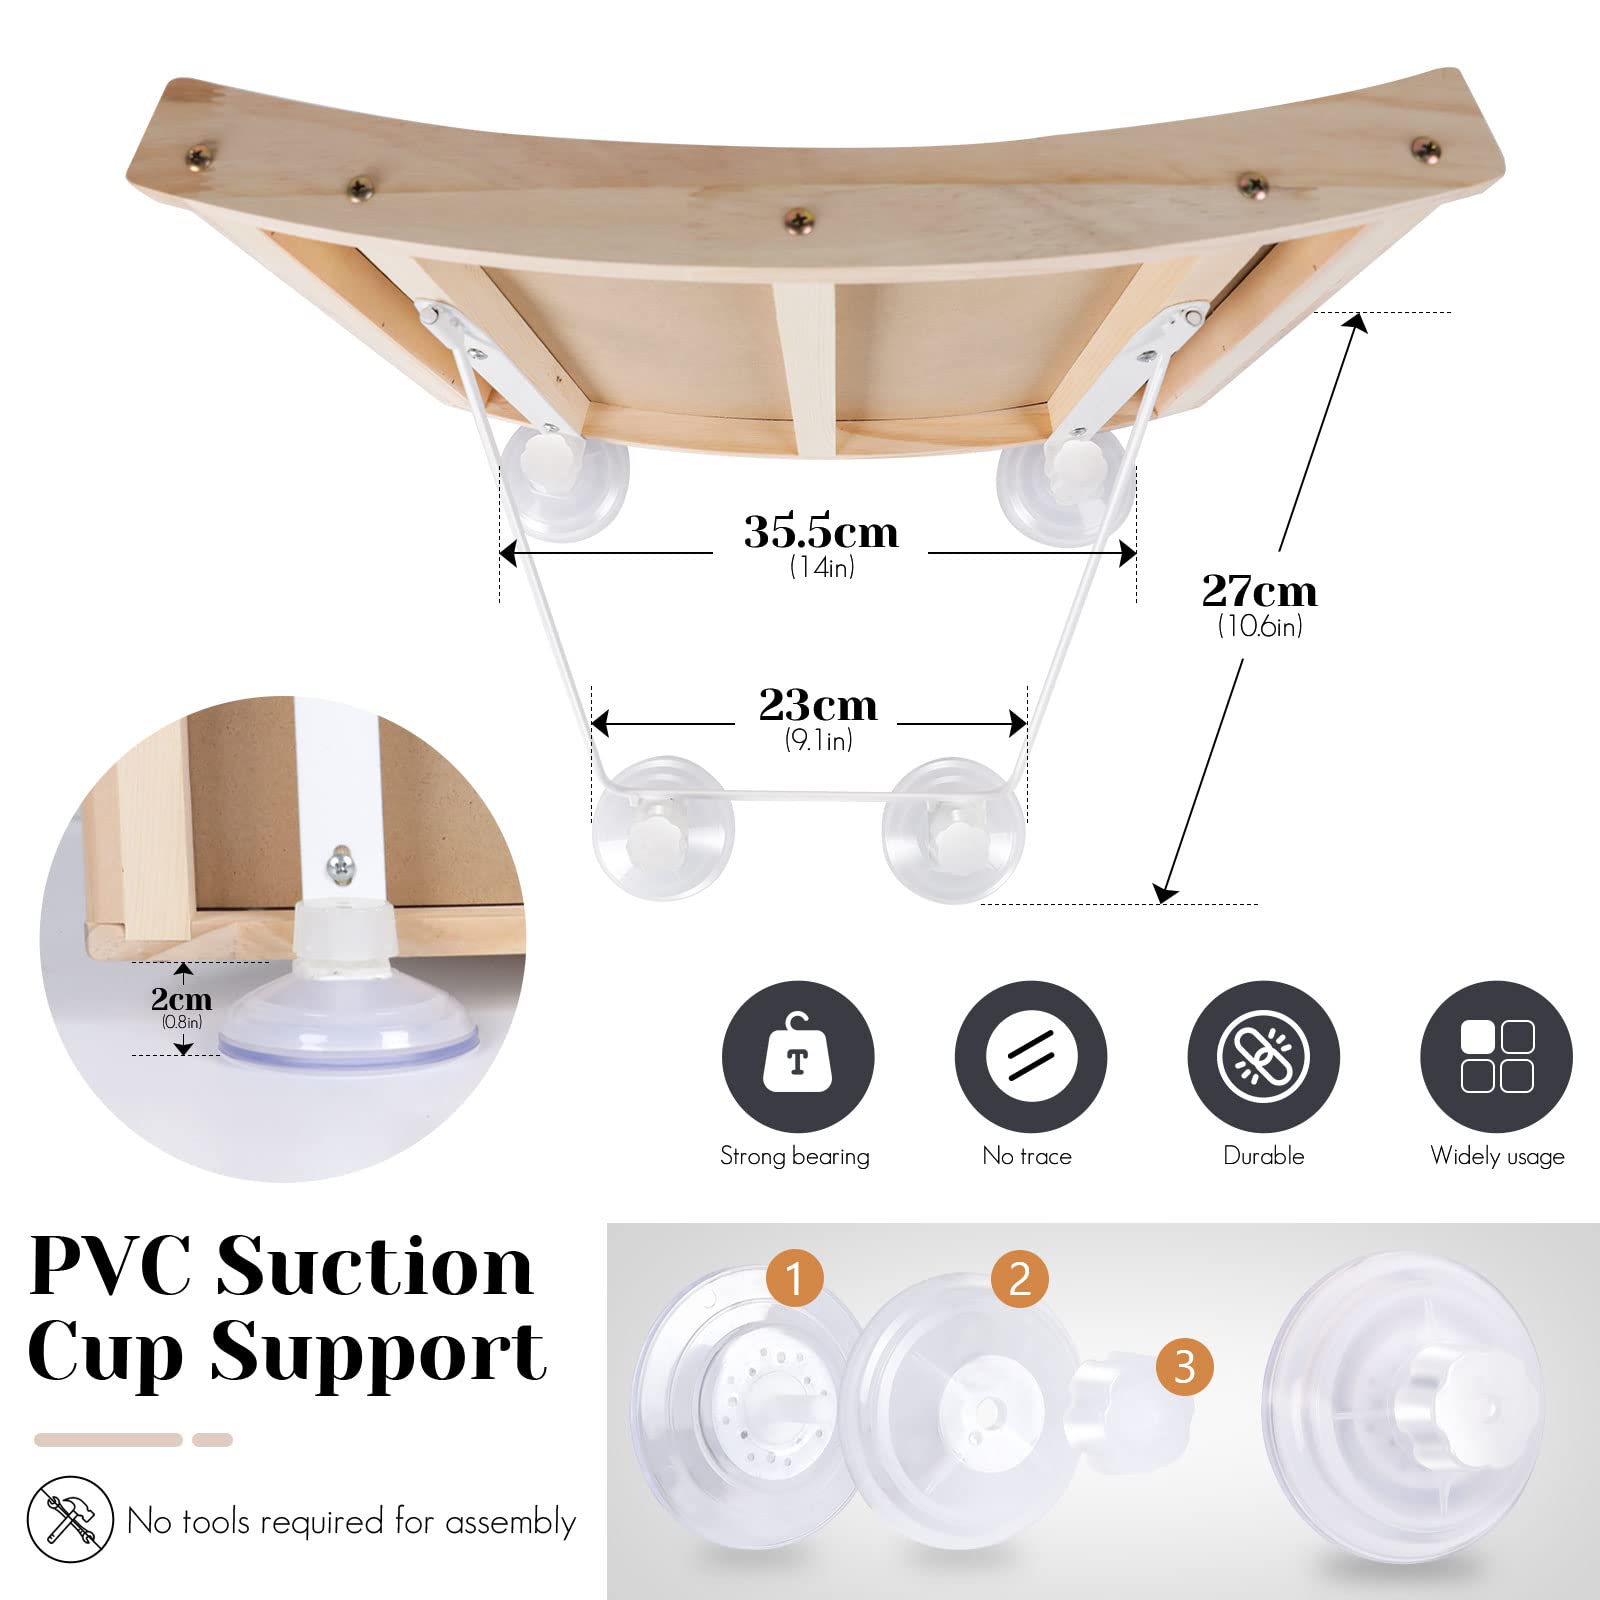 35.5cm
(14in)
27cm
(10.6in)
23cm
(9.1in)
2cm
(0.8in)
T
Strong bearing
No trace
Durable
Widely usage
PVC Suction
Cup Support
No tools required for assembly
1
2
3